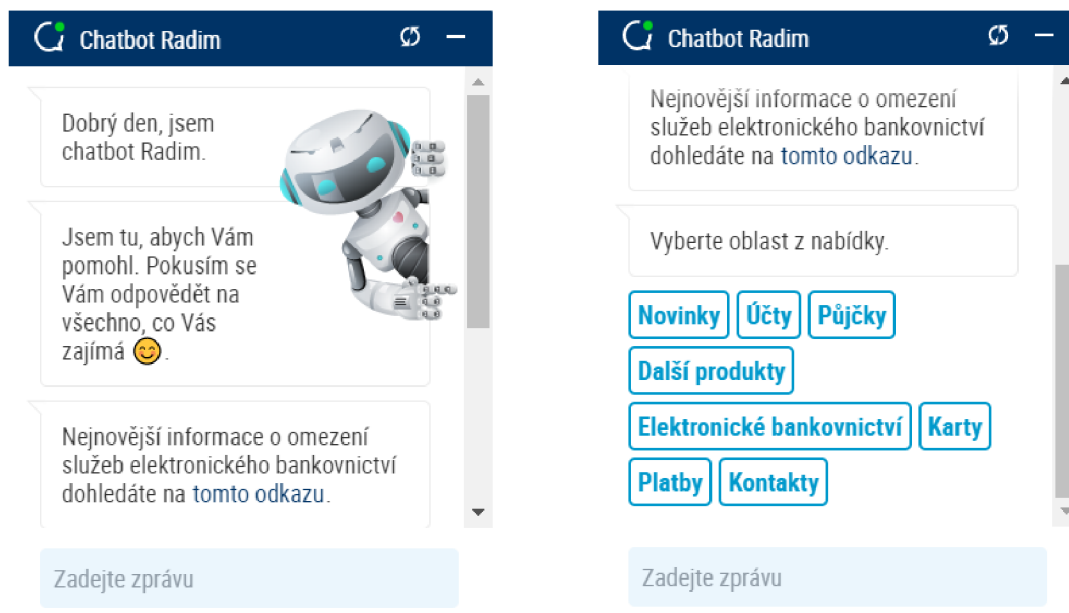 Chatbot Radim
Dobrý den, jsem
chatbot Radim.
Jsem tu, abych Vám
pomohl. Pokusím se
Vám odpovědět na
všechno, co Vás
zajímá 😊.
Nejnovější informace o omezení
služeb elektronického bankovnictví
dohledáte na tomto odkazu.
Zadejte zprávu
Chatbot Radim
Nejnovější informace o omezení
služeb elektronického bankovnictví
dohledáte na tomto odkazu.
Vyberte oblast z nabídky.
Novinky Účty Půjčky
Další produkty
Elektronické bankovnictví Karty
Platby Kontakty
Zadejte zprávu